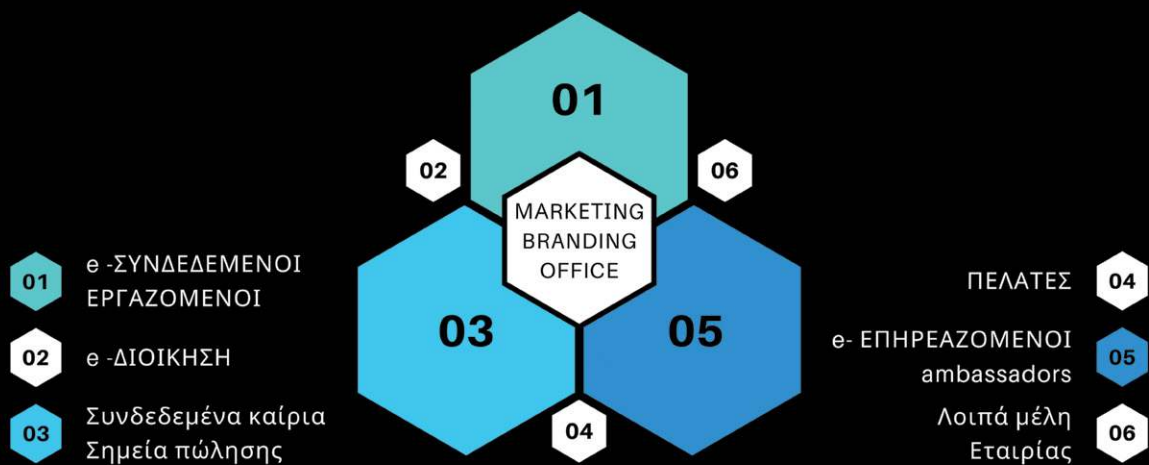 01
02
06
MARKETING
BRANDING
OFFICE
03
05
04
01
e -ΣΥΝΔΕΔΕΜΕΝΟΙ
ΕΡΓΑΖΟΜΕΝΟΙ
02
e -ΔΙΟΙΚΗΣΗ
03
Συνδεδεμένα καίρια
Σημεία πώλησης
ΠΕΛΑΤΕΣ
04
e- ΕΠΗΡΕΑΖΟΜΕΝΟΙ
ambassadors
05
Λοιπά μέλη
Εταιρίας
06